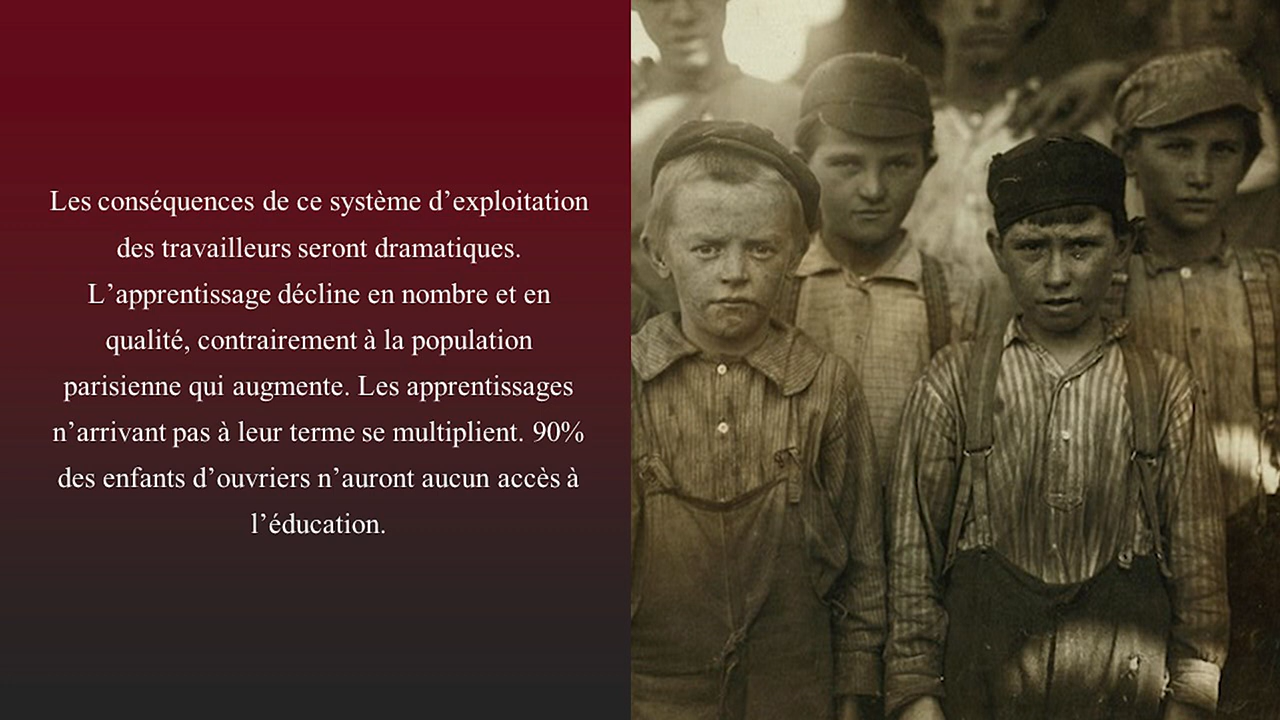 Les conséquences de ce système d’exploitation
des travailleurs seront dramatiques.
L’apprentissage décline en nombre et en
qualité, contrairement à la population
parisienne qui augmente. Les apprentissages
n’arrivant pas à leur terme se multiplient. 90%
des enfants d’ouvriers n’auront aucun accès à
l’éducation.